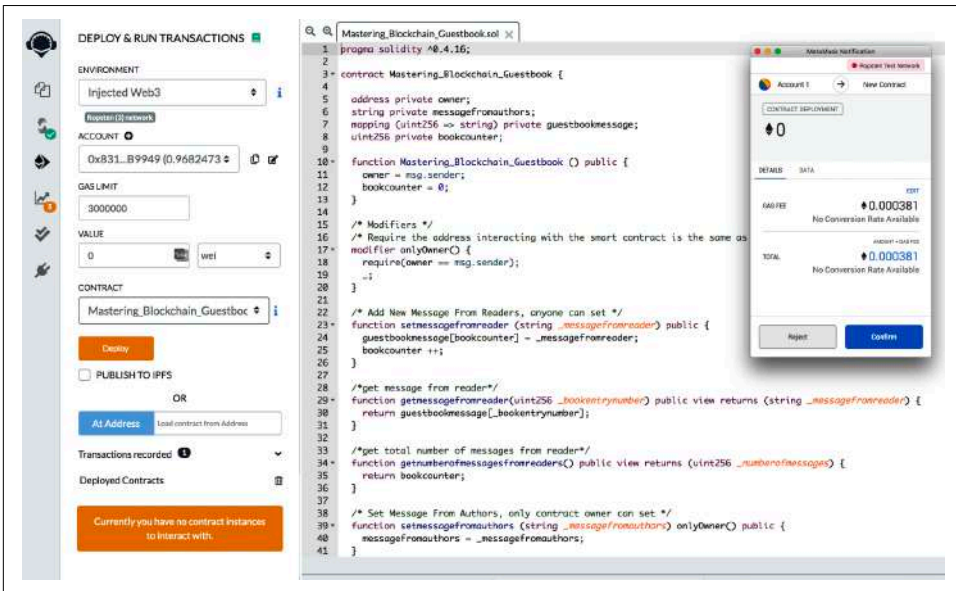 DEPLOY & RUN TRANSACTIONS
ENVIRONMENT
Injected Web3
i
Ropsten (3) network
ACCOUNT
0x831...B9949 (0.9682473
GAS LIMIT
3000000
VALUE
0
wei
CONTRACT
Mastering_Blockchain_Guestboc
i
Deploy
PUBLISH TO IPFS
OR
At Address
Load contract from Address
Transactions recorded 1
Deployed Contracts
Currently you have no contract instances
to interact with.
Mastering_Blockchain_Guestbook.sol
1 pragma solidity ^0.4.16;
2
3 contract Mastering_Blockchain_Guestbook {
4
5 address private owner;
6 string private messagefromauthors;
7 mapping (uint256 => string) private guestbookmessage;
8 uint256 private bookcounter;
9
10 function Mastering_Blockchain_Guestbook () public {
11 owner = msg.sender;
12 bookcounter = 0;
13 }
14
15 /* Modifiers */
16 /* Require the address interacting with the smart contract is the same as
17 modifier onlyOwner() {
18 require(owner == msg.sender);
19 _;
20 }
21
22 /* Add New Message From Readers, anyone can set */
23 function setmessagefromreader (string _messagefromreader) public {
24 guestbookmessage[bookcounter] = _messagefromreader;
25 bookcounter ++;
26 }
27
28 /*get message from reader*/
29 function getmessagefromreader(uint256 _bookentrynumber) public view returns (string _messagefromreader) {
30 return guestbookmessage[_bookentrynumber];
31 }
32
33 /*get total number of messages from reader*/
34 function getnumberofmessagesfromreaders() public view returns (uint256 _numberofmessages) {
35 return bookcounter;
36 }
37
38 /* Set Message From Authors, only contract owner can set */
39 function setmessagefromauthors (string _messagefromauthors) onlyOwner() public {
40 messagefromauthors = _messagefromauthors;
41 }
MetaMask Notification
Ropsten Test Network
Account 1
New Contract
CONTRACT DEPLOYMENT
0
DETAILS DATA
EDIT
GAS FEE 0.000381
No Conversion Rate Available
AMOUNT + GAS FEE
TOTAL 0.000381
No Conversion Rate Available
Reject
Confirm